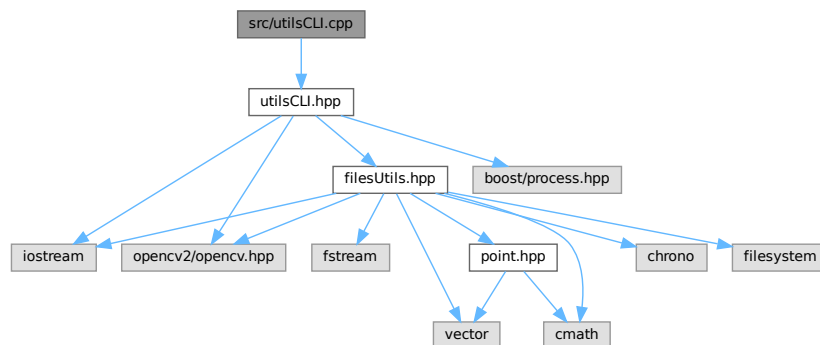 src/utilsCLI.cpp
utilsCLI.hpp
filesUtils.hpp
boost/process.hpp
iostream
opencv2/opencv.hpp
fstream
point.hpp
chrono
filesystem
vector
cmath